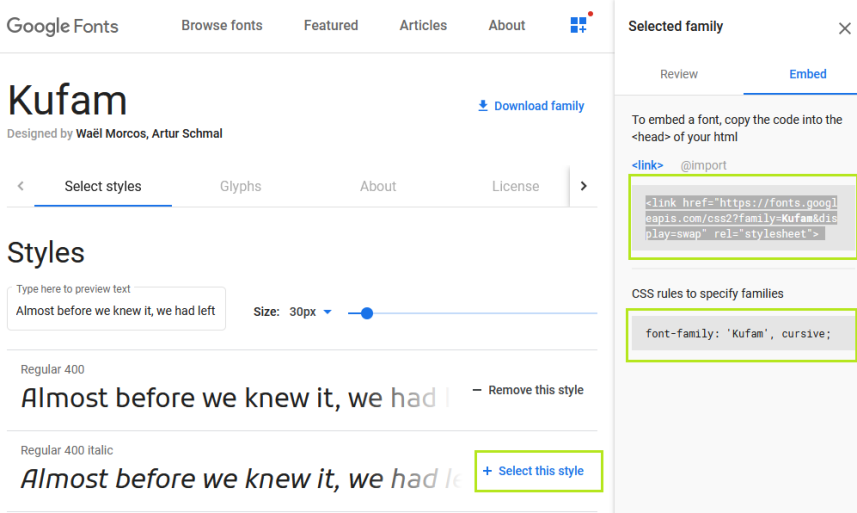 Google Fonts
Browse fonts
Featured
Articles
About
Kufam
Download family
Designed by Waël Morcos, Artur Schmal
Select styles
Glyphs
About
License
Styles
Type here to preview text
Almost before we knew it, we had left
Size: 30px
Regular 400
Almost before we knew it, we had l
− Remove this style
Regular 400 italic
Almost before we knew it, we had le
+ Select this style
Selected family
Review
Embed
To embed a font, copy the code into the
<head> of your html
<link>
@import
<link href="https://fonts.googl
eapis.com/css2?family=Kufam&dis
play=swap" rel="stylesheet">
CSS rules to specify families
font-family: 'Kufam', cursive;